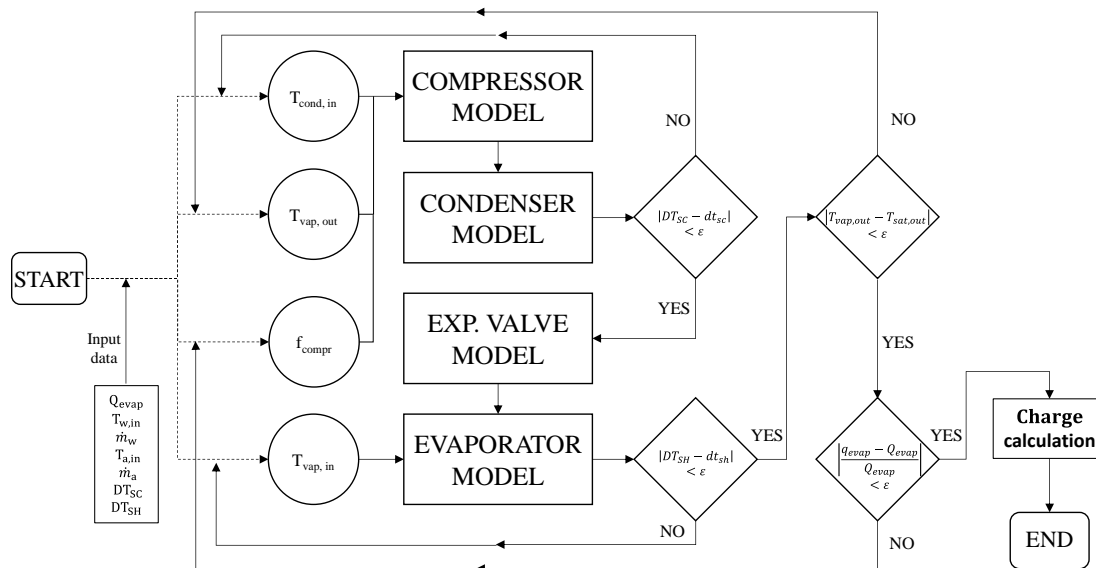 START
Input
data
Q_evap
T_w,in
ṁ_w
T_a,in
ṁ_a
DT_SC
DT_SH
T_cond, in
T_vap, out
f_compr
T_vap, in
COMPRESSOR
MODEL
CONDENSER
MODEL
EXP. VALVE
MODEL
EVAPORATOR
MODEL
NO
|DT_SC − dt_sc|
< ε
YES
|DT_SH − dt_sh|
< ε
YES
NO
NO
|T_vap,out − T_sat,out|
< ε
YES
|q_evap − Q_evap
Q_evap|
< ε
YES
NO
Charge
calculation
END